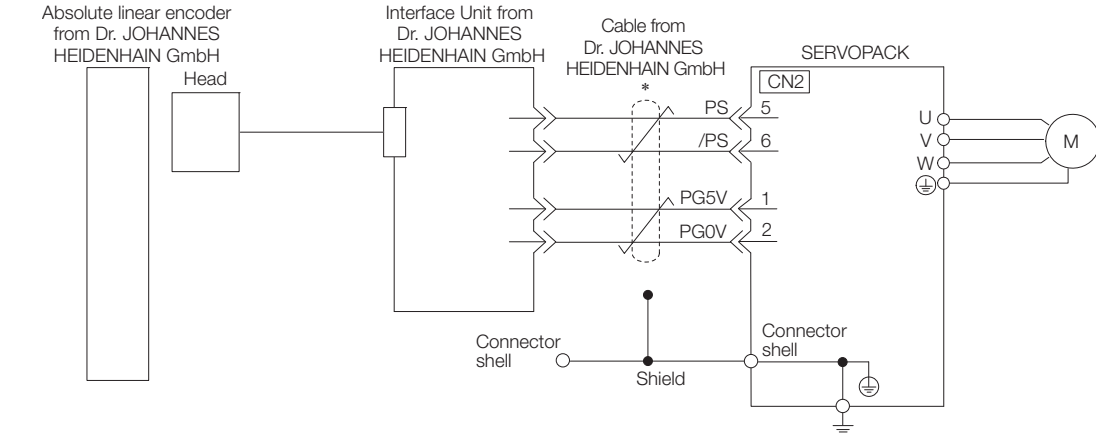 Absolute linear encoder
from Dr. JOHANNES
HEIDENHAIN GmbH
Head
Interface Unit from
Dr. JOHANNES
HEIDENHAIN GmbH
Cable from
Dr. JOHANNES
HEIDENHAIN GmbH
*
SERVOPACK
CN2
PS 5
/PS 6
PG5V 1
PG0V 2
U
V
W
M
Connector
shell
Shield
Connector
shell